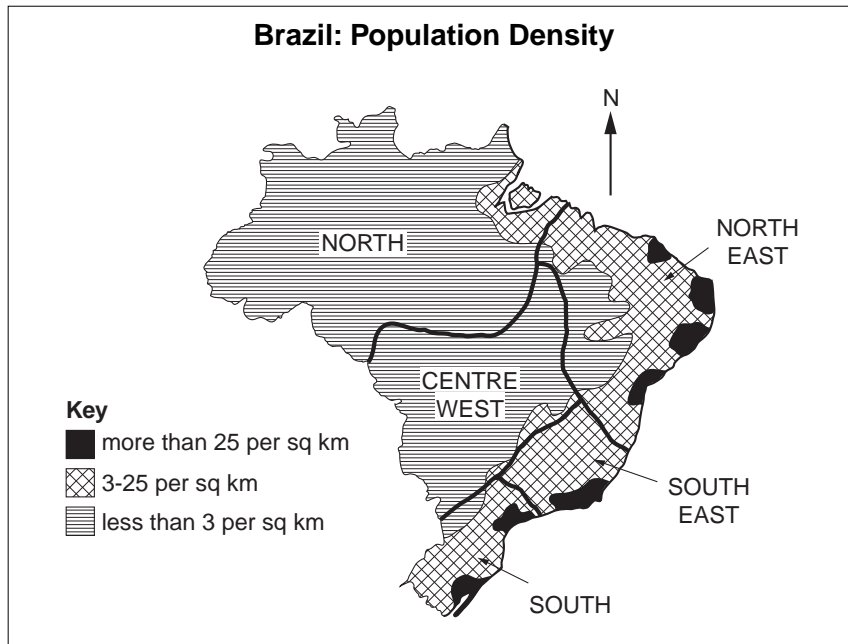 Brazil: Population Density
N
NORTH
EAST
NORTH
CENTRE
WEST
Key
more than 25 per sq km
3-25 per sq km
less than 3 per sq km
SOUTH
EAST
SOUTH